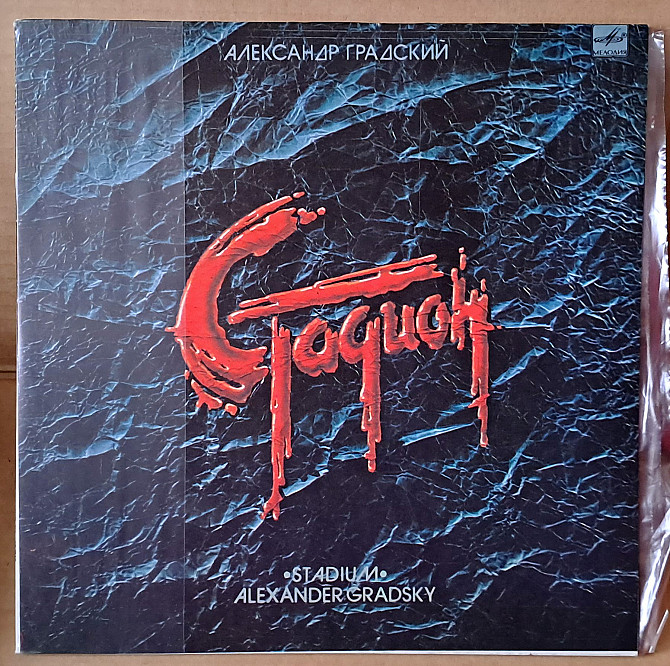 АЛЕКСАНДР ГРАДСКИЙ
МЕЛОДИЯ
Стадион
•STADIUM•
ALEXANDER GRADSKY